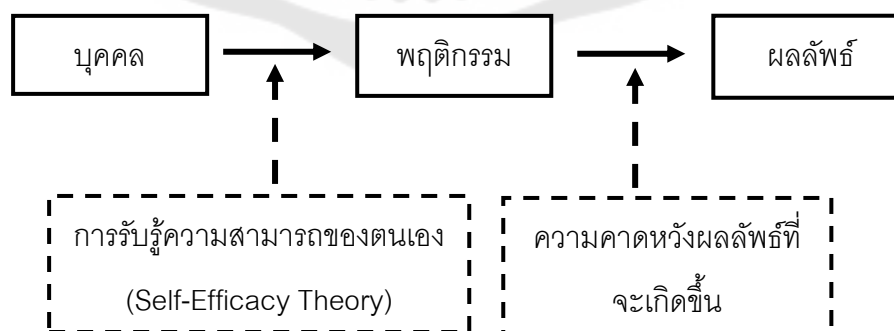 บุคคล
พฤติกรรม
ผลลัพธ์
การรับรู้ความสามารถของตนเอง
(Self-Efficacy Theory)
ความคาดหวังผลลัพธ์ที่
จะเกิดขึ้น